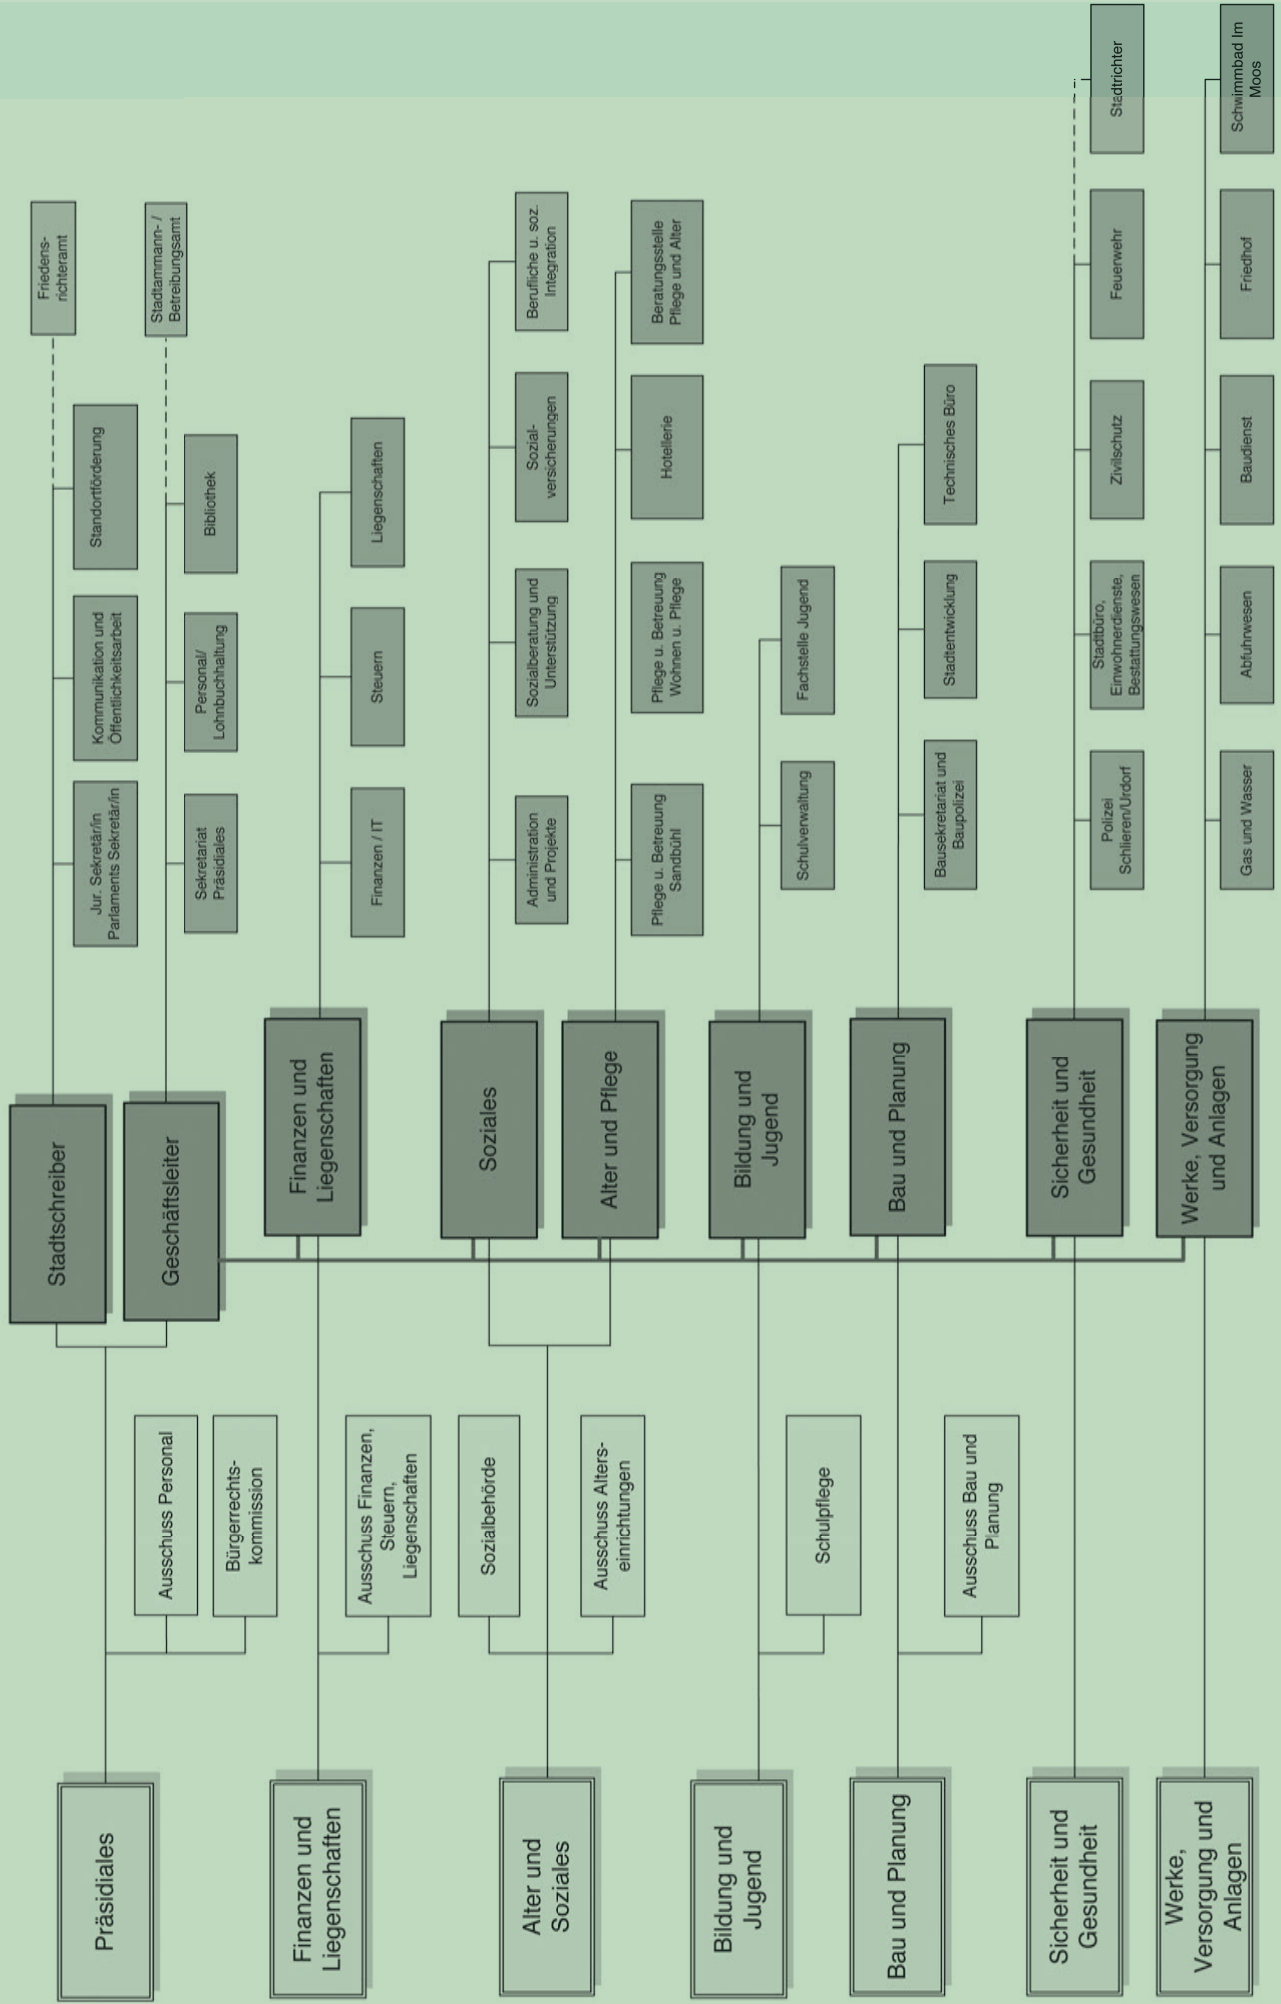 Präsidiales
Ausschuss Personal
Bürgerrechts-
kommission
Stadtschreiber
Jur. Sekretär/in
Parlaments Sekretär/in
Kommunikation und
Öffentlichkeitsarbeit
Standortförderung
Friedens-
richteramt
Geschäftsleiter
Sekretariat
Präsidiales
Personal/
Lohnbuchhaltung
Bibliothek
Stadtammann- /
Betreibungsamt
Finanzen und
Liegenschaften
Ausschuss Finanzen,
Steuern,
Liegenschaften
Finanzen und
Liegenschaften
Finanzen / IT
Steuern
Liegenschaften
Alter und
Soziales
Sozialbehörde
Ausschuss Alters-
einrichtungen
Soziales
Administration
und Projekte
Sozialberatung und
Unterstützung
Sozial-
versicherungen
Berufliche u. soz.
Integration
Alter und Pflege
Pflege u. Betreuung
Sandbühl
Pflege u. Betreuung
Wohnen u. Pflege
Hotellerie
Beratungsstelle
Pflege und Alter
Bildung und
Jugend
Schulpflege
Bildung und
Jugend
Schulverwaltung
Fachstelle Jugend
Bau und Planung
Ausschuss Bau und
Planung
Bau und Planung
Bausekretariat und
Baupolizei
Stadtentwicklung
Technisches Büro
Sicherheit und
Gesundheit
Sicherheit und
Gesundheit
Polizei
Schlieren/Urdorf
Stadtbüro,
Einwohnerdienste,
Bestattungswesen
Zivilschutz
Feuerwehr
Stadtrichter
Werke,
Versorgung und
Anlagen
Werke, Versorgung
und Anlagen
Gas und Wasser
Abfuhrwesen
Baudienst
Friedhof
Schwimmbad Im
Moos